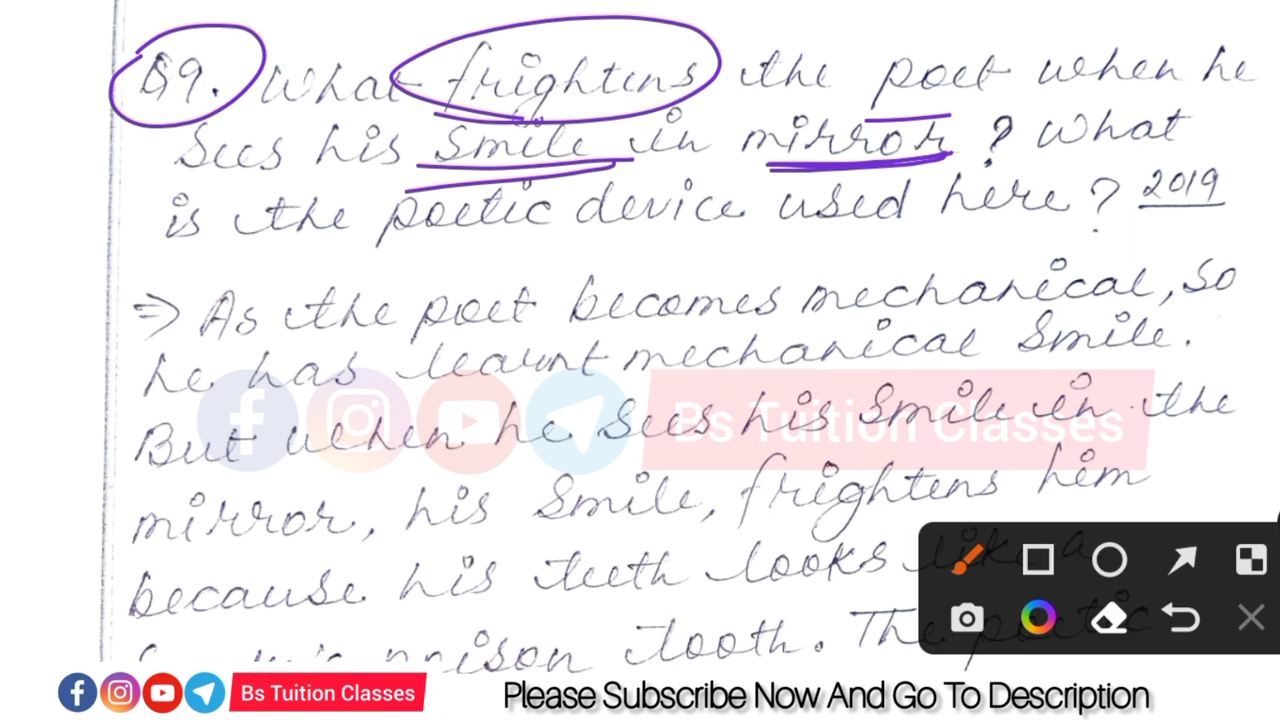 Q9. What frightens the poet when he
Sees his Smile in mirror? What
is the poetic device used here? 2019
⇒ As the poet becomes mechanical, so
he has learnt mechanical Smile.
But when he Sees his Smile in the
Bs Tuition Classes
mirror, his Smile, frightens him
because his teeth looks like a
poison tooth. The poetic
Bs Tuition Classes
Please Subscribe Now And Go To Description